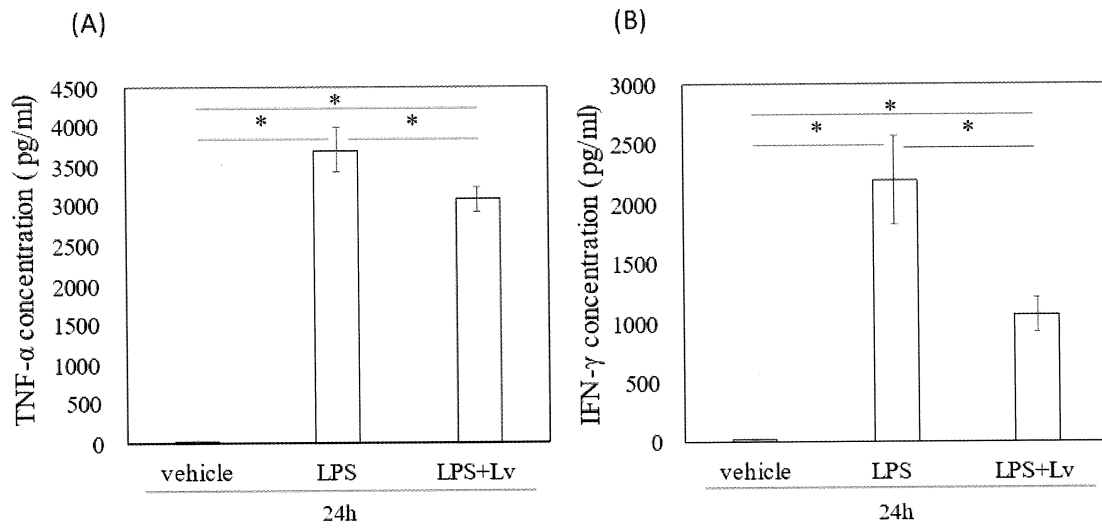 (A)
TNF-α concentration ( pg/ml)
4500
4000
3500
3000
2500
2000
1500
1000
500
0
*
*
*
vehicle LPS LPS+Lv
24h
(B)
IFN-γ concentration ( pg/ml)
3000
2500
2000
1500
1000
500
0
*
*
*
vehicle LPS LPS+Lv
24h